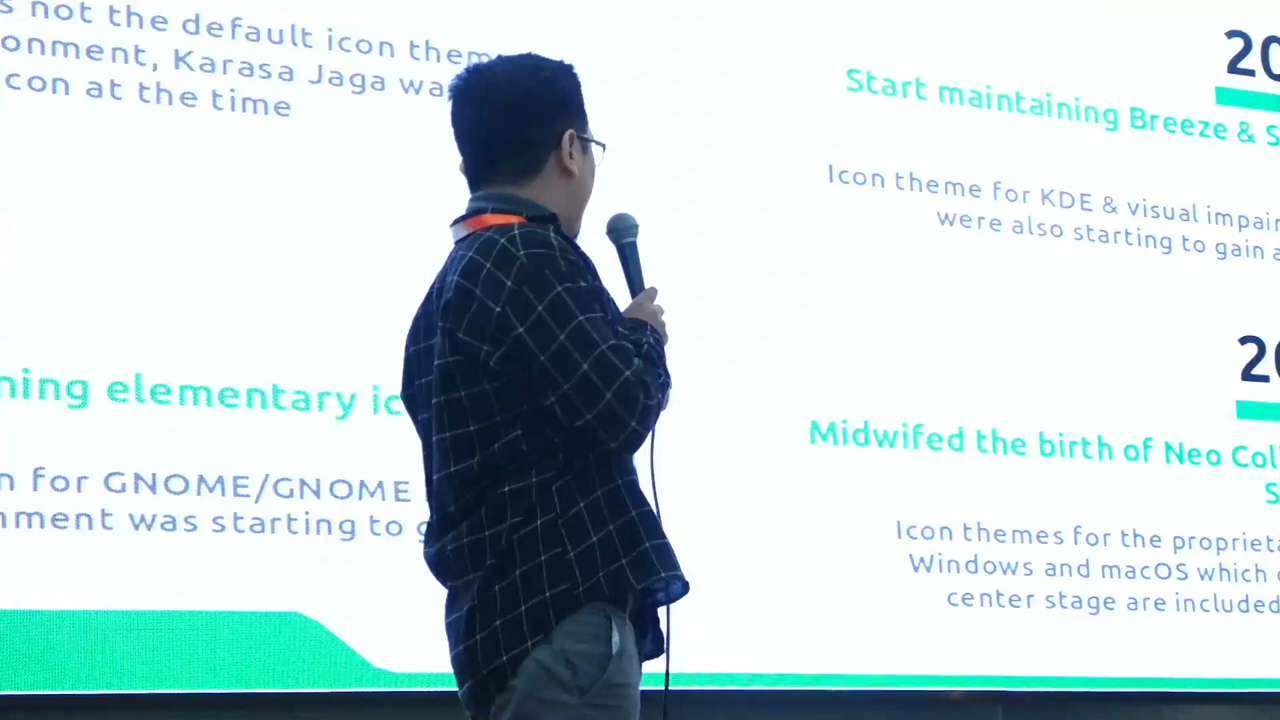 s not the default icon theme
onment, Karasa Jaga wa
con at the time
ning elementary ic
n for GNOME/GNOME
nment was starting to g
20
Start maintaining Breeze & S
Icon theme for KDE & visual impair
were also starting to gain a
20
Midwifed the birth of Neo Col
S
Icon themes for the proprieta
Windows and macOS which
center stage are included